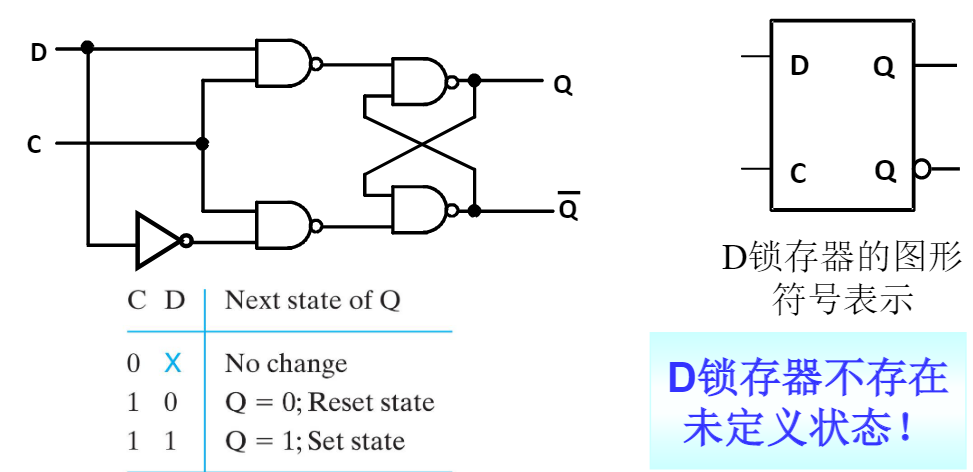 D
C
Q
Q̅
D Q
C Q
D锁存器的图形
符号表示
C D Next state of Q
0 X No change
1 0 Q = 0; Reset state
1 1 Q = 1; Set state
D锁存器不存在
未定义状态！